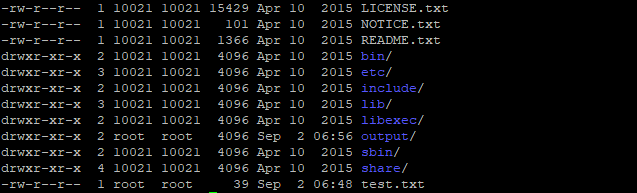 -rw-r--r-- 1 10021 10021 15429 Apr 10 2015 LICENSE.txt
-rw-r--r-- 1 10021 10021 101 Apr 10 2015 NOTICE.txt
-rw-r--r-- 1 10021 10021 1366 Apr 10 2015 README.txt
drwxr-xr-x 2 10021 10021 4096 Apr 10 2015 bin/
drwxr-xr-x 3 10021 10021 4096 Apr 10 2015 etc/
drwxr-xr-x 2 10021 10021 4096 Apr 10 2015 include/
drwxr-xr-x 3 10021 10021 4096 Apr 10 2015 lib/
drwxr-xr-x 2 10021 10021 4096 Apr 10 2015 libexec/
drwxr-xr-x 2 root root 4096 Sep 2 06:56 output/
drwxr-xr-x 2 10021 10021 4096 Apr 10 2015 sbin/
drwxr-xr-x 4 10021 10021 4096 Apr 10 2015 share/
-rw-r--r-- 1 root root 39 Sep 2 06:48 test.txt